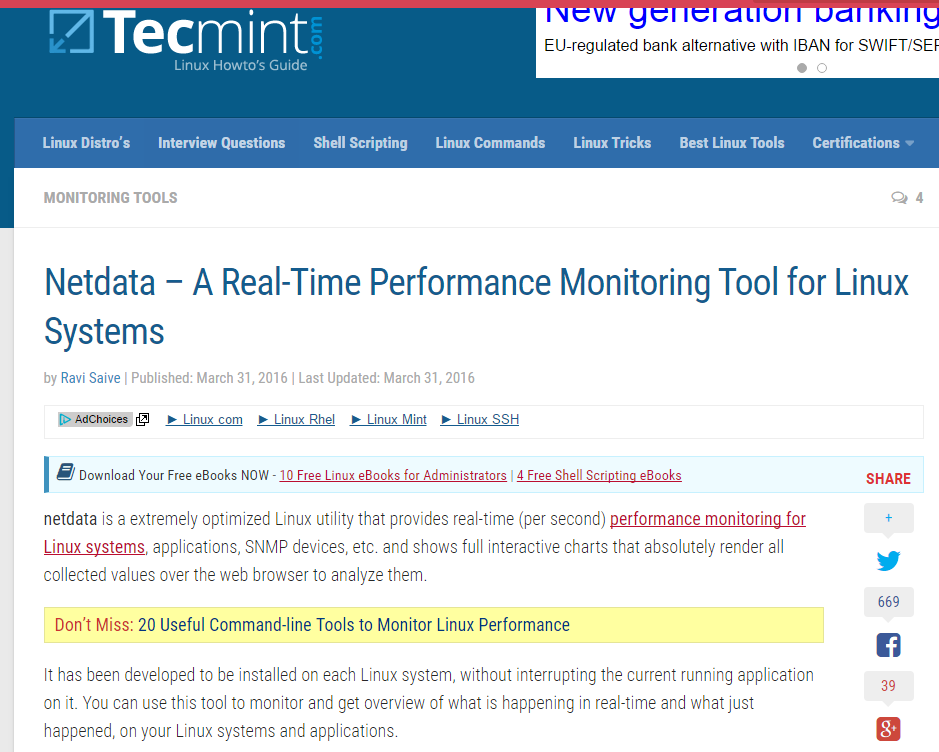 Tecmint.com
Linux Howto's Guide
New generation banking
EU-regulated bank alternative with IBAN for SWIFT/SEP
Linux Distro's Interview Questions Shell Scripting Linux Commands Linux Tricks Best Linux Tools Certifications
MONITORING TOOLS 4
Netdata – A Real-Time Performance Monitoring Tool for Linux
Systems
by Ravi Saive | Published: March 31, 2016 | Last Updated: March 31, 2016
AdChoices ► Linux com ► Linux Rhel ► Linux Mint ► Linux SSH
Download Your Free eBooks NOW - 10 Free Linux eBooks for Administrators | 4 Free Shell Scripting eBooks
SHARE
netdata is a extremely optimized Linux utility that provides real-time (per second) performance monitoring for
Linux systems, applications, SNMP devices, etc. and shows full interactive charts that absolutely render all
collected values over the web browser to analyze them.
Don't Miss: 20 Useful Command-line Tools to Monitor Linux Performance
It has been developed to be installed on each Linux system, without interrupting the current running application
on it. You can use this tool to monitor and get overview of what is happening in real-time and what just
happened, on your Linux systems and applications.
+
669
39
g+